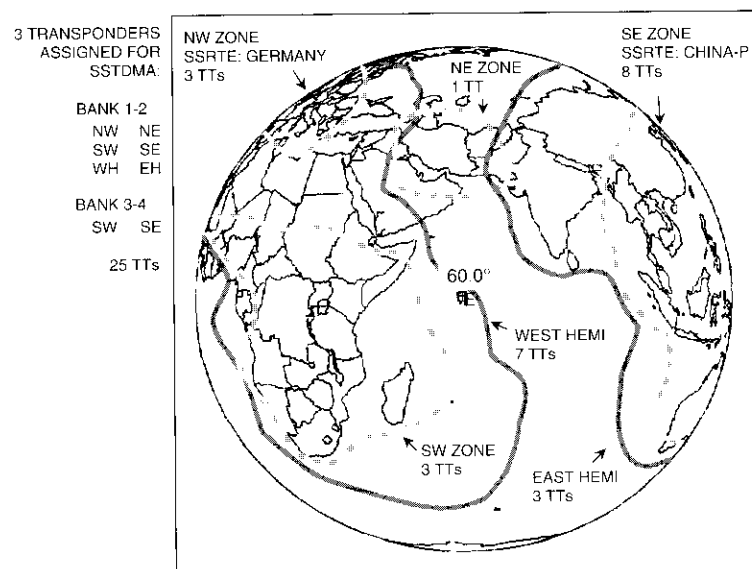 3 TRANSPONDERS
ASSIGNED FOR
SSTDMA:
BANK 1-2
NW NE
SW SE
WH EH
BANK 3-4
SW SE
25 TTs
NW ZONE
SSRTE: GERMANY
3 TTs
NE ZONE
1 TT
SE ZONE
SSRTE: CHINA-P
8 TTs
60.0°
WEST HEMI
7 TTs
SW ZONE
3 TTs
EAST HEMI
3 TTs